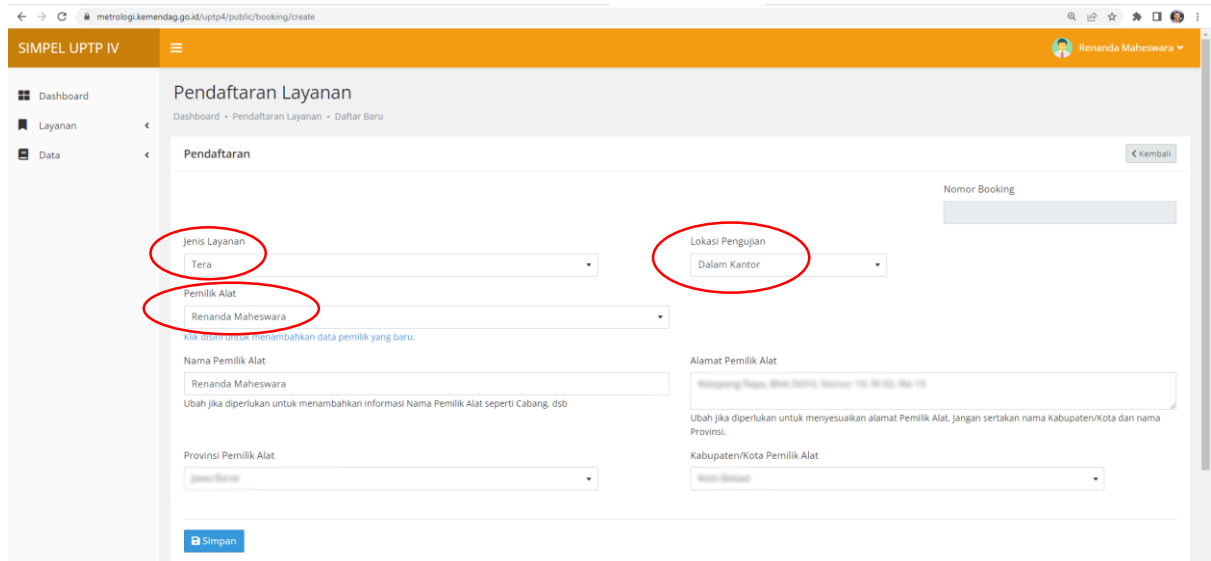 metrologi.kemendag.go.id/uptp4/public/booking/create
SIMPEL UPTP IV
Renanda Maheswara
Dashboard
Layanan
Data
Pendaftaran Layanan
Dashboard • Pendaftaran Layanan • Daftar Baru
Pendaftaran
Kembali
Nomor Booking
Jenis Layanan
Lokasi Pengujian
Tera
Dalam Kantor
Pemilik Alat
Renanda Maheswara
Klik disini untuk menambahkan data pemilik yang baru.
Nama Pemilik Alat
Alamat Pemilik Alat
Renanda Maheswara
Ubah jika diperlukan untuk menambahkan informasi Nama Pemilik Alat seperti Cabang, dsb
Ubah jika diperlukan untuk menyesuaikan alamat Pemilik Alat. Jangan sertakan nama Kabupaten/Kota dan nama
Provinsi.
Provinsi Pemilik Alat
Kabupaten/Kota Pemilik Alat
Simpan